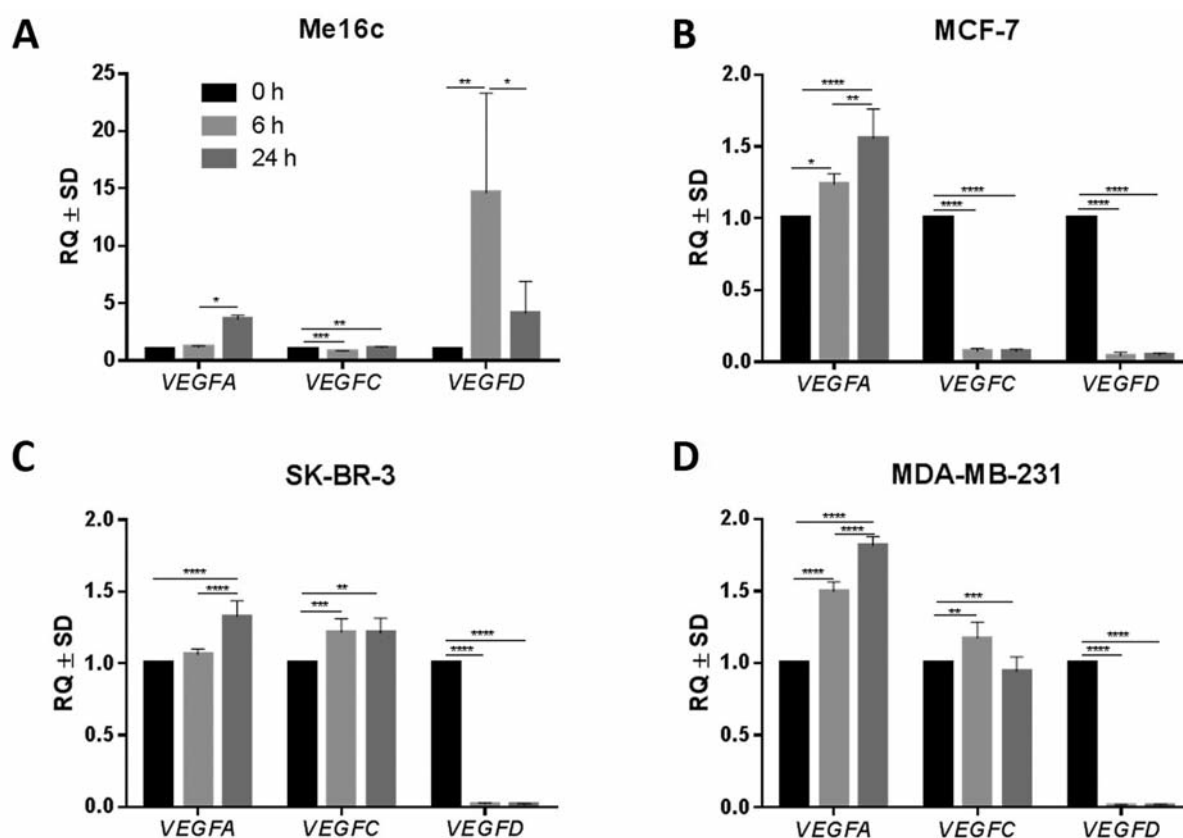 A
Me16c
25
20
15
10
5
0
RQ ± SD
0 h
6 h
24 h
*
**
***
**
*
VEGFA
VEGFC
VEGFD
B
MCF-7
2.0
1.5
1.0
0.5
0.0
RQ ± SD
****
**
*
****
****
****
****
VEGFA
VEGFC
VEGFD
C
SK-BR-3
2.0
1.5
1.0
0.5
0.0
RQ ± SD
****
****
**
***
****
****
VEGFA
VEGFC
VEGFD
D
MDA-MB-231
2.0
1.5
1.0
0.5
0.0
RQ ± SD
****
****
****
***
**
****
****
VEGFA
VEGFC
VEGFD